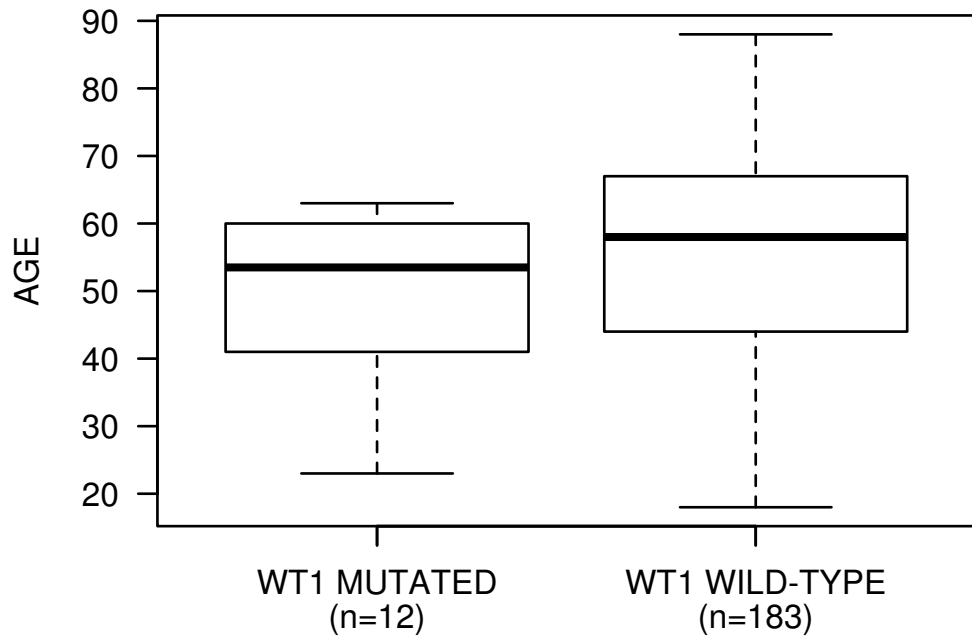 90
80
70
60
50
40
30
20
AGE
WT1 MUTATED
(n=12)
WT1 WILD-TYPE
(n=183)